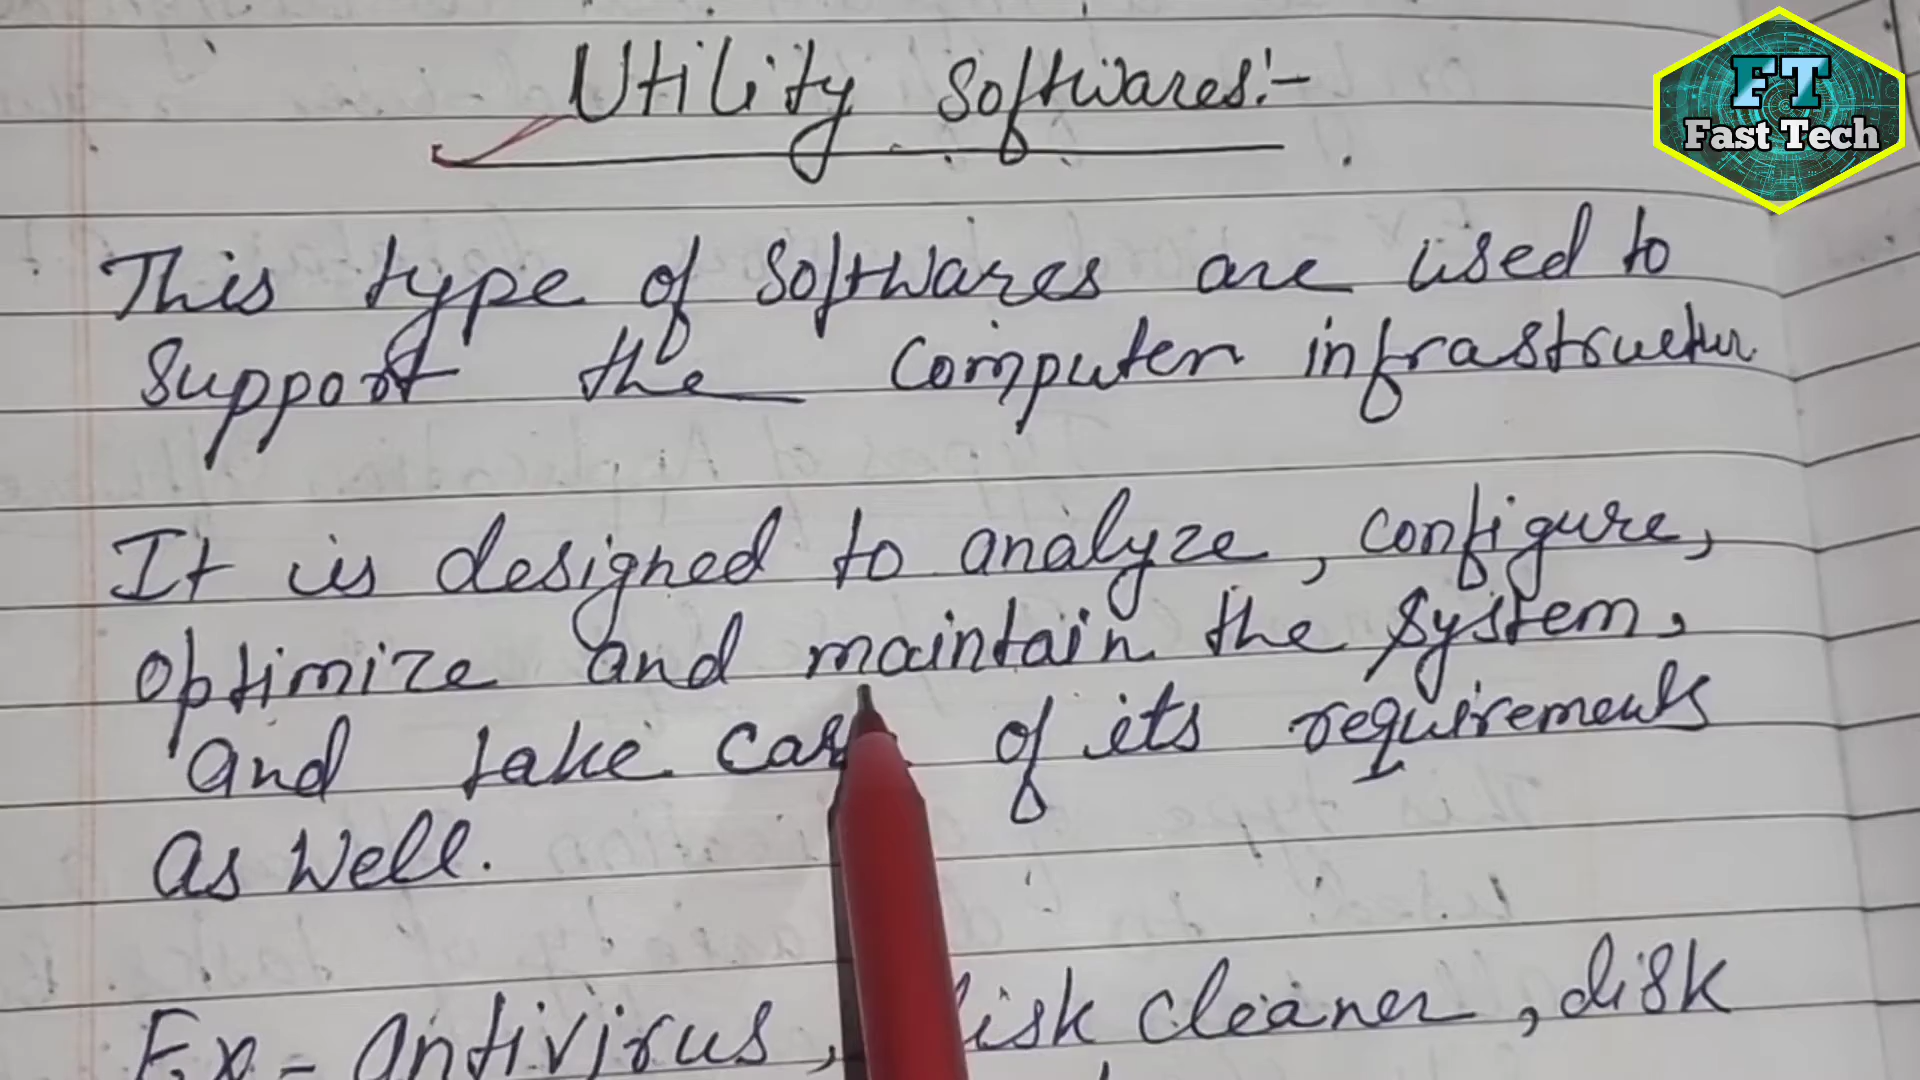 Utility Softwares:-
FT
Fast Tech
This type of Softwares are used to
Support the Computer infrastructur
It is designed to analyze, configure,
optimize and maintain the system,
and take care of its requirements
as well.
Ex- Antivirus, disk cleaner, disk